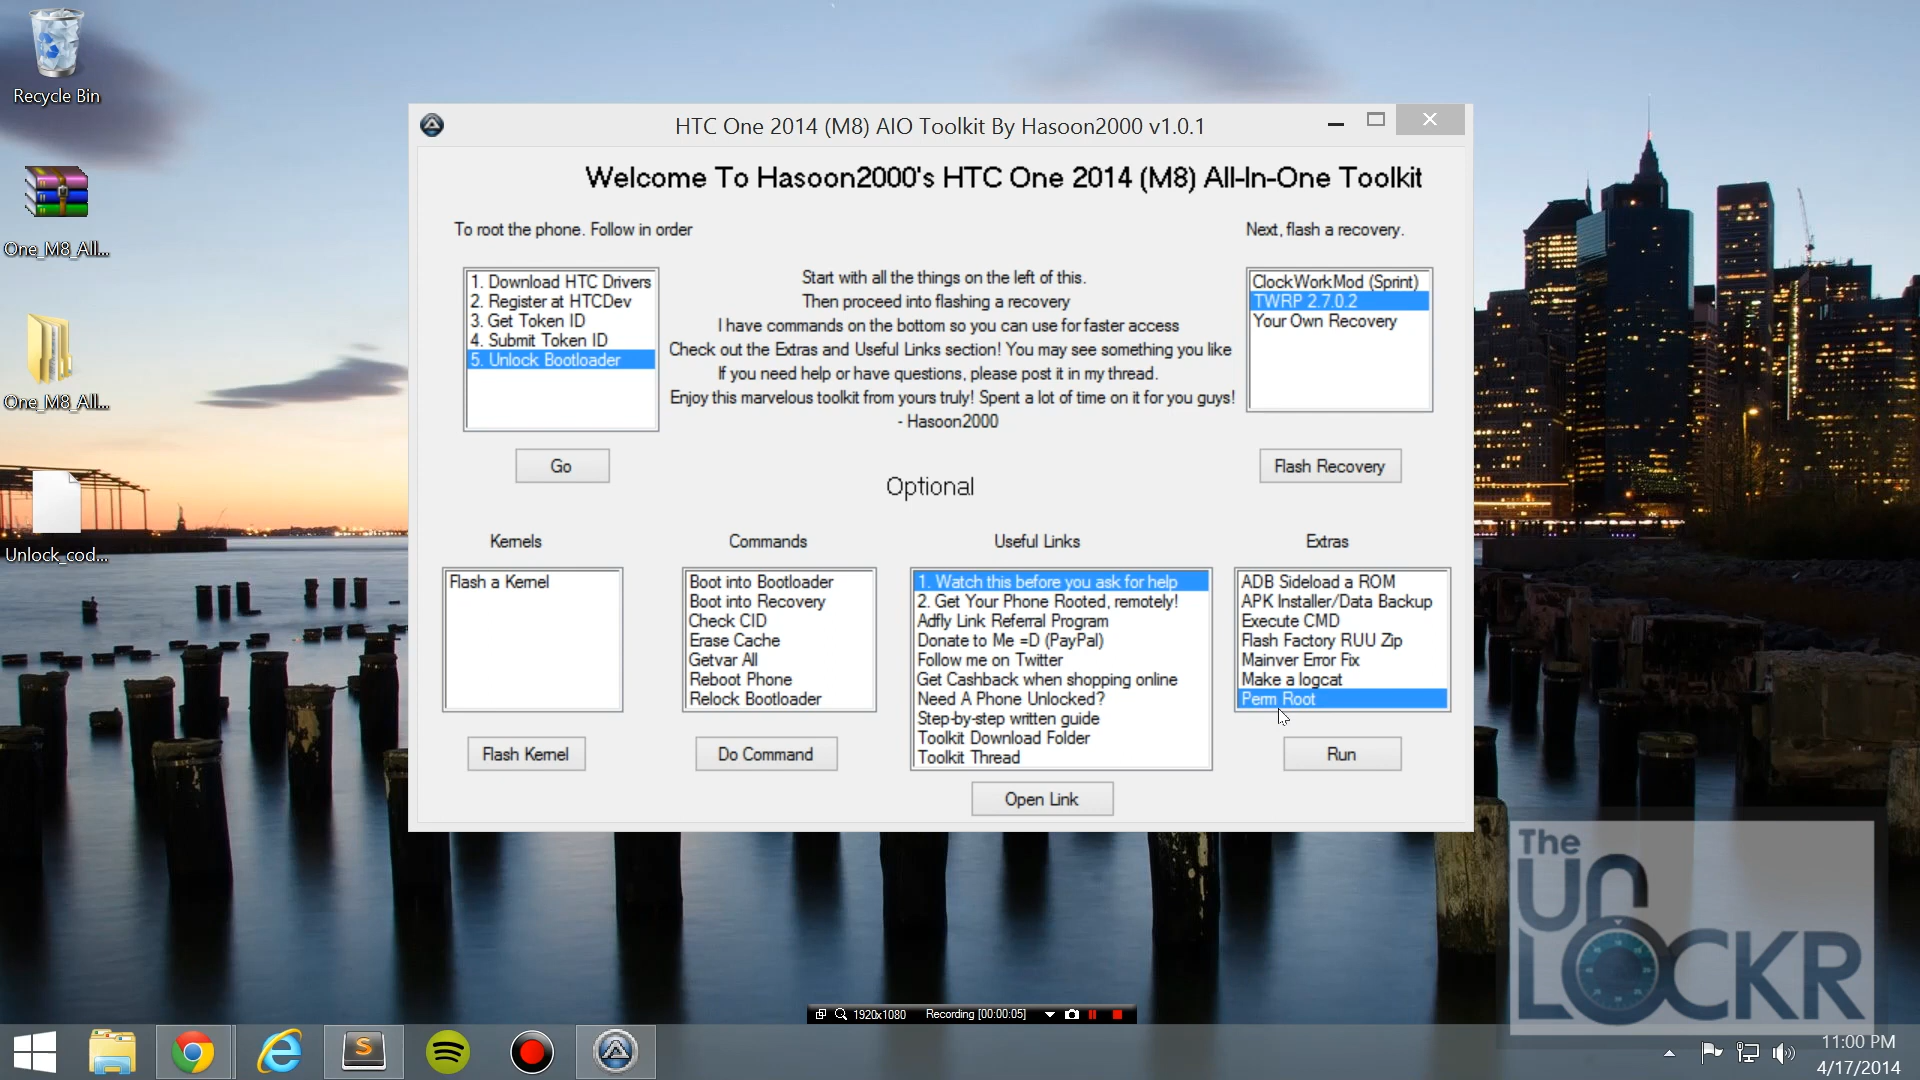 Recycle Bin
One_M8_All...
One_M8_All...
Unlock_cod...
HTC One 2014 (M8) AIO Toolkit By Hasoon2000 v1.0.1
Welcome To Hasoon2000's HTC One 2014 (M8) All-In-One Toolkit
To root the phone. Follow in order
1. Download HTC Drivers
2. Register at HTCDev
3. Get Token ID
4. Submit Token ID
5. Unlock Bootloader
Go
Start with all the things on the left of this.
Then proceed into flashing a recovery
I have commands on the bottom so you can use for faster access
Check out the Extras and Useful Links section! You may see something you like
If you need help or have questions, please post it in my thread.
Enjoy this marvelous toolkit from yours truly! Spent a lot of time on it for you guys!
- Hasoon2000
Next, flash a recovery.
ClockWorkMod (Sprint)
TWRP 2.7.0.2
Your Own Recovery
Flash Recovery
Optional
Kernels
Flash a Kernel
Flash Kernel
Commands
Boot into Bootloader
Boot into Recovery
Check CID
Erase Cache
Getvar All
Reboot Phone
Relock Bootloader
Do Command
Useful Links
1. Watch this before you ask for help
2. Get Your Phone Rooted, remotely!
Adfly Link Referral Program
Donate to Me =D (PayPal)
Follow me on Twitter
Get Cashback when shopping online
Need A Phone Unlocked?
Step-by-step written guide
Toolkit Download Folder
Toolkit Thread
Open Link
Extras
ADB Sideload a ROM
APK Installer/Data Backup
Execute CMD
Flash Factory RUU Zip
Mainver Error Fix
Make a logcat
Perm Root
Run
The
UN
LOCKR
1920x1080 Recording [00:00:05]
S
11:00 PM
4/17/2014